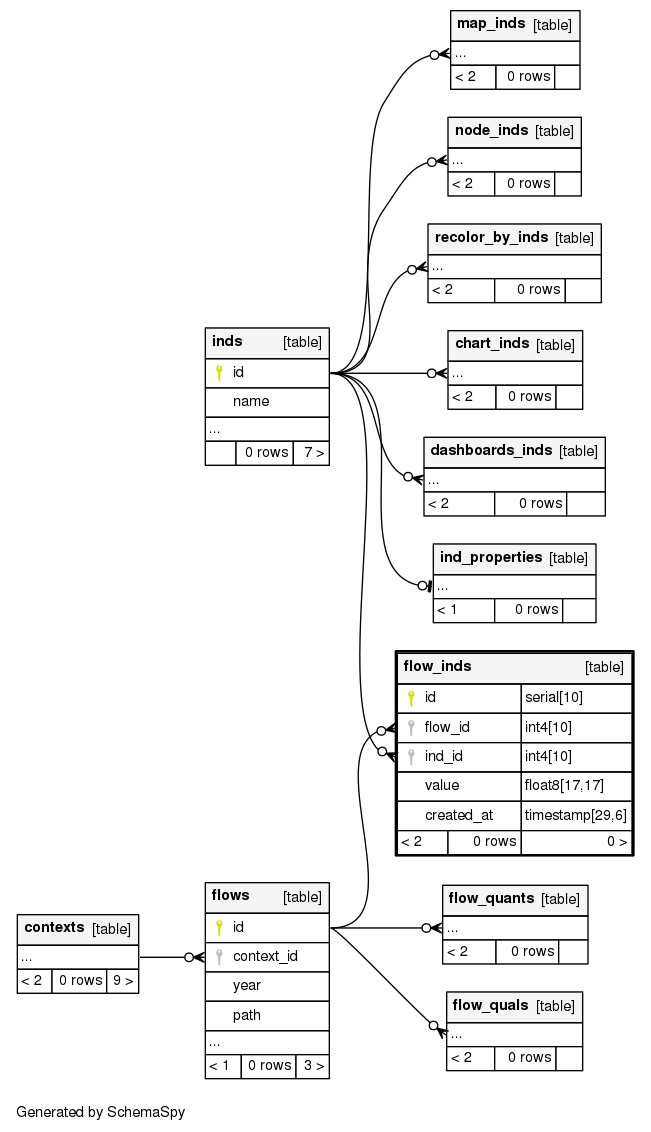 map_inds [table]
...
< 2 0 rows
node_inds [table]
...
< 2 0 rows
recolor_by_inds [table]
...
< 2 0 rows
inds [table]
id
name
...
0 rows 7 >
chart_inds [table]
...
< 2 0 rows
dashboards_inds [table]
...
< 2 0 rows
ind_properties [table]
...
< 1 0 rows
flow_inds [table]
id serial[10]
flow_id int4[10]
ind_id int4[10]
value float8[17,17]
created_at timestamp[29,6]
< 2 0 rows 0 >
contexts [table]
...
< 2 0 rows 9 >
flows [table]
id
context_id
year
path
...
< 1 0 rows 3 >
flow_quants [table]
...
< 2 0 rows
flow_quals [table]
...
< 2 0 rows
Generated by SchemaSpy